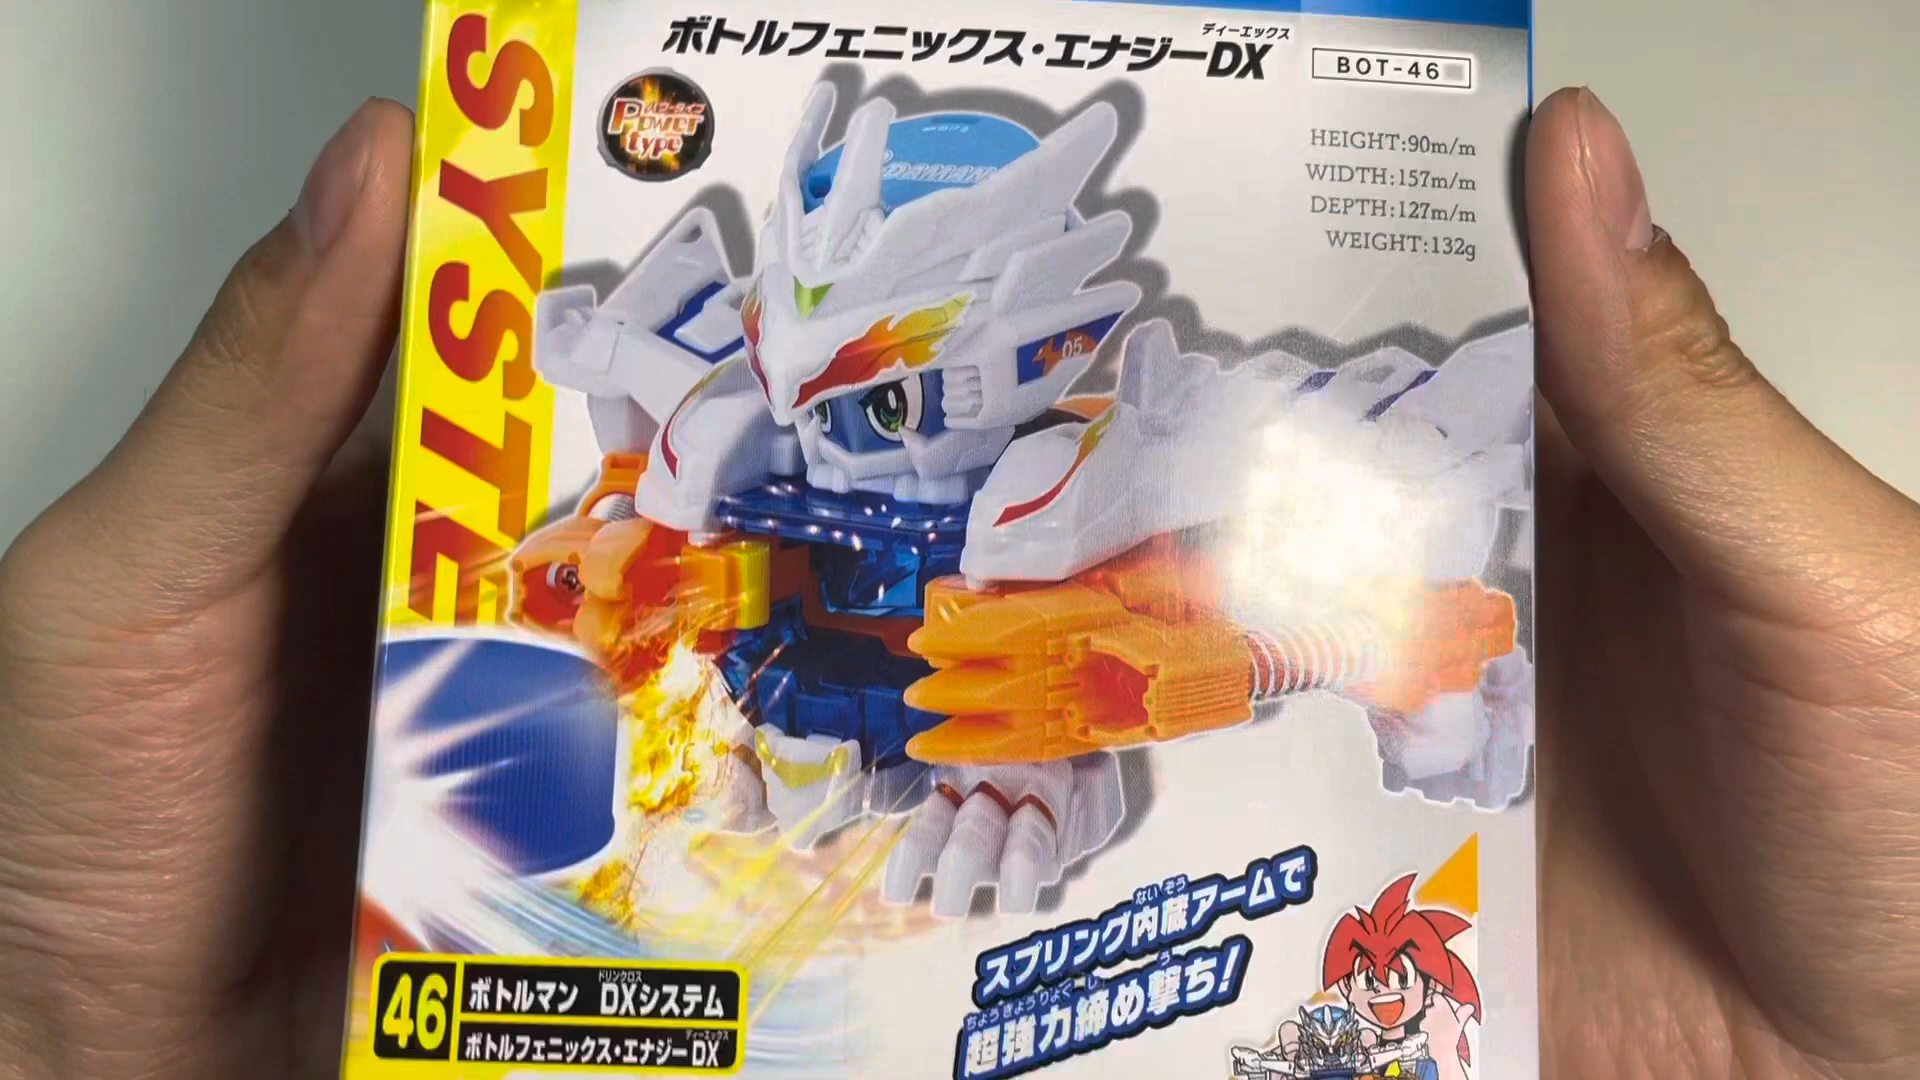 SYSTE
ディーエックス
ボトルフェニックス・エナジーDX
BOT-46
パワータイプ
Power
type
HEIGHT:90m/m
WIDTH:157m/m
DEPTH:127m/m
WEIGHT:132g
05
ないぞう
スプリング内蔵アームで
ちょうきょうりょく し う
超強力締め撃ち!
46
ドリンクロス
ボトルマン DXシステム
ディーエックス
ボトルフェニックス・エナジーDX